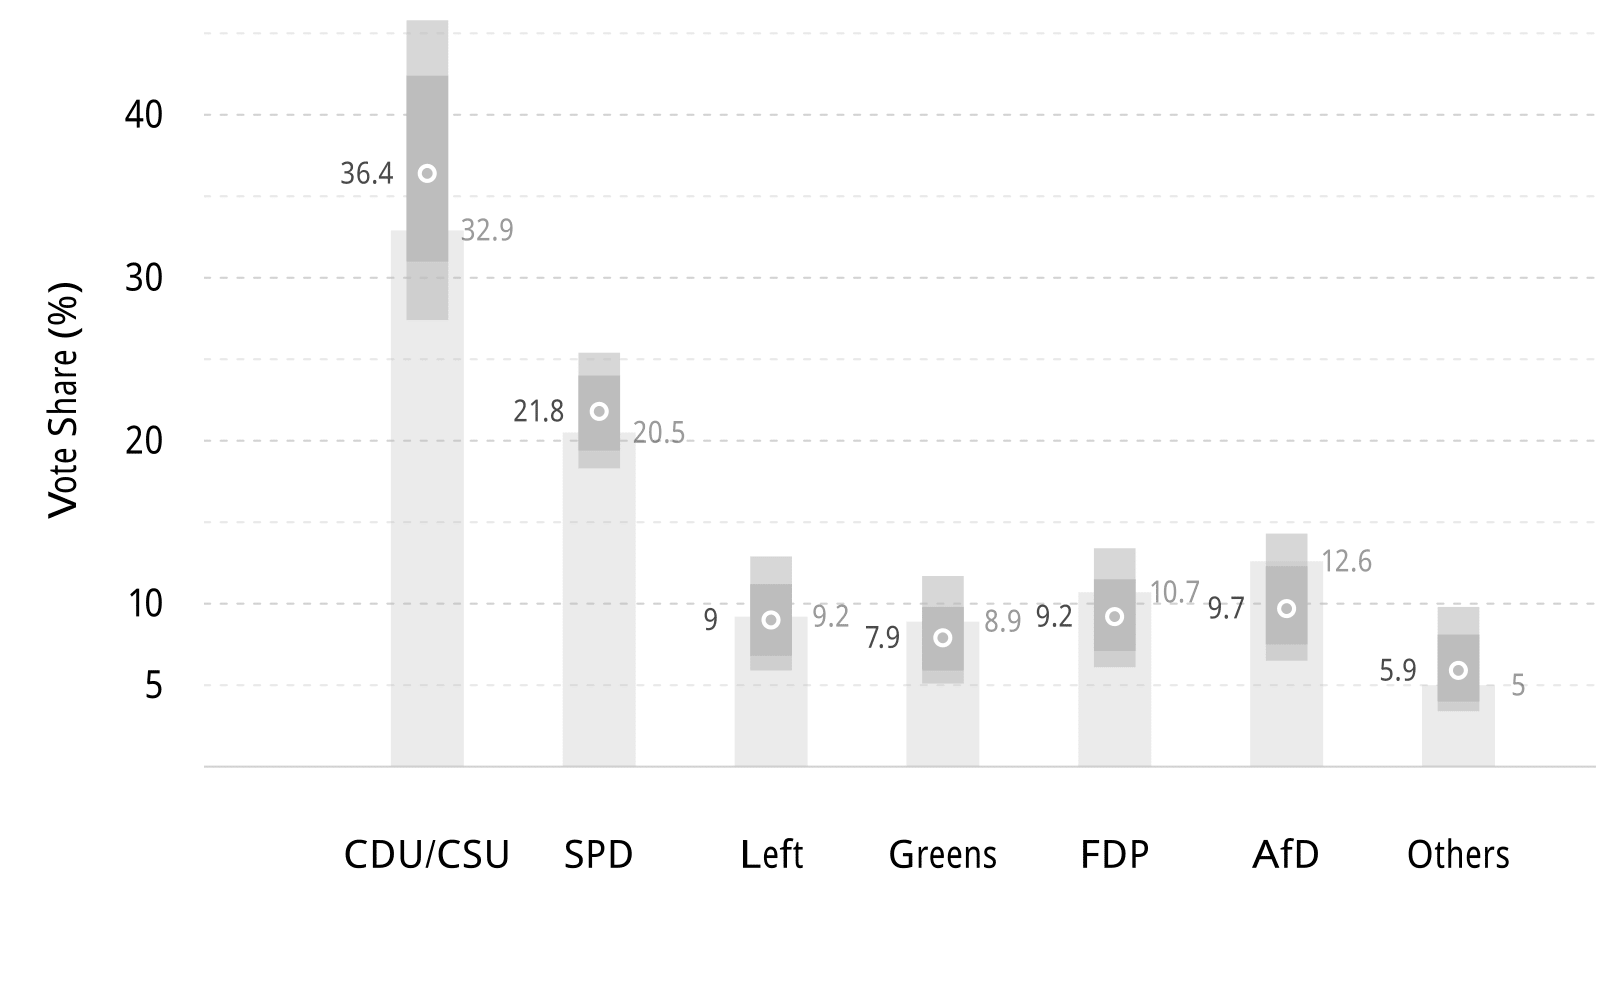 Vote Share (%)
40
30
20
10
5
36.4
32.9
21.8
20.5
9
9.2
7.9
8.9
9.2
10.7
9.7
12.6
5.9
5
CDU/CSU
SPD
Left
Greens
FDP
AfD
Others